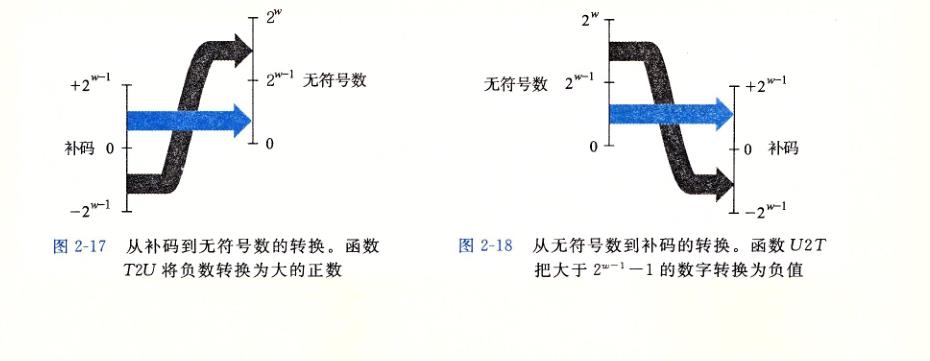 2^w
+2^{w-1}
2^{w-1} 无符号数
补码 0
0
-2^{w-1}
图 2-17 从补码到无符号数的转换。函数
T2U 将负数转换为大的正数
2^w
无符号数 2^{w-1}
+2^{w-1}
0
0 补码
-2^{w-1}
图 2-18 从无符号数到补码的转换。函数 U2T
把大于 2^{w-1}-1 的数字转换为负值